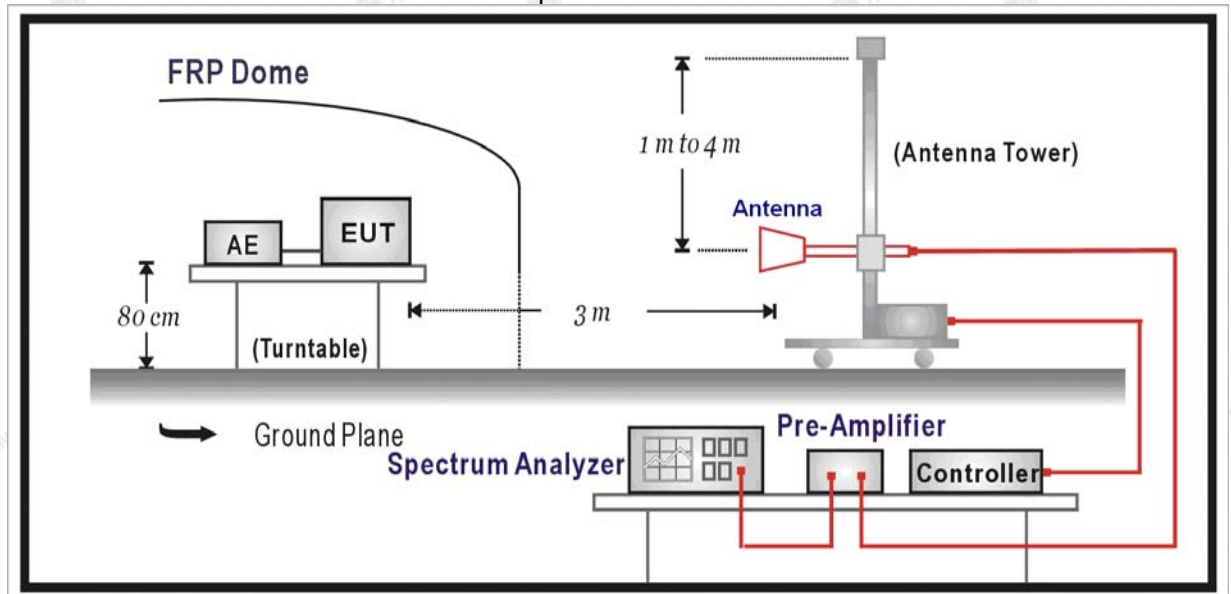 FRP Dome
1 m to 4 m
(Antenna Tower)
Antenna
AE
EUT
80 cm
3 m
(Turntable)
Ground Plane
Pre-Amplifier
Spectrum Analyzer
Controller